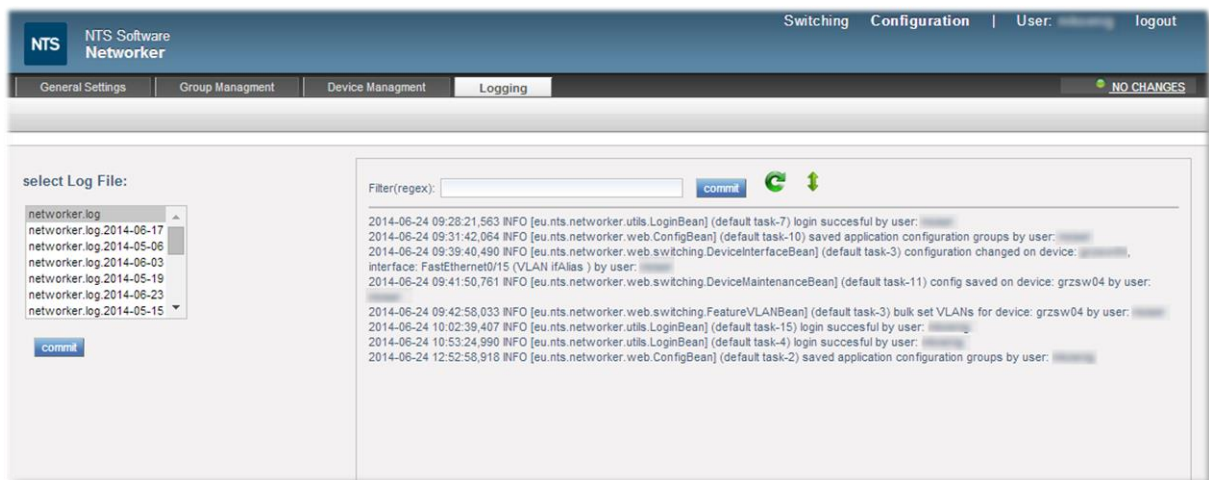 Switching Configuration | User: logout
NTS
NTS Software
Networker
General Settings Group Managment Device Managment Logging NO CHANGES
select Log File:
networker.log
networker.log.2014-06-17
networker.log.2014-05-06
networker.log.2014-06-03
networker.log.2014-05-19
networker.log.2014-06-23
networker.log.2014-05-15
commit
Filter(regex): commit
2014-06-24 09:28:21,563 INFO [eu.nts.networker.utils.LoginBean] (default task-7) login succesful by user:
2014-06-24 09:31:42,064 INFO [eu.nts.networker.web.ConfigBean] (default task-10) saved application configuration groups by user:
2014-06-24 09:39:40,490 INFO [eu.nts.networker.web.switching.DeviceInterfaceBean] (default task-3) configuration changed on device: ,
interface: FastEthernet0/15 (VLAN ifAlias ) by user:
2014-06-24 09:41:50,761 INFO [eu.nts.networker.web.switching.DeviceMaintenanceBean] (default task-11) config saved on device: grzsw04 by user:
2014-06-24 09:42:58,033 INFO [eu.nts.networker.web.switching.FeatureVLANBean] (default task-3) bulk set VLANs for device: grzsw04 by user:
2014-06-24 10:02:39,407 INFO [eu.nts.networker.utils.LoginBean] (default task-15) login succesful by user:
2014-06-24 10:53:24,990 INFO [eu.nts.networker.utils.LoginBean] (default task-4) login succesful by user:
2014-06-24 12:52:58,918 INFO [eu.nts.networker.web.ConfigBean] (default task-2) saved application configuration groups by user: